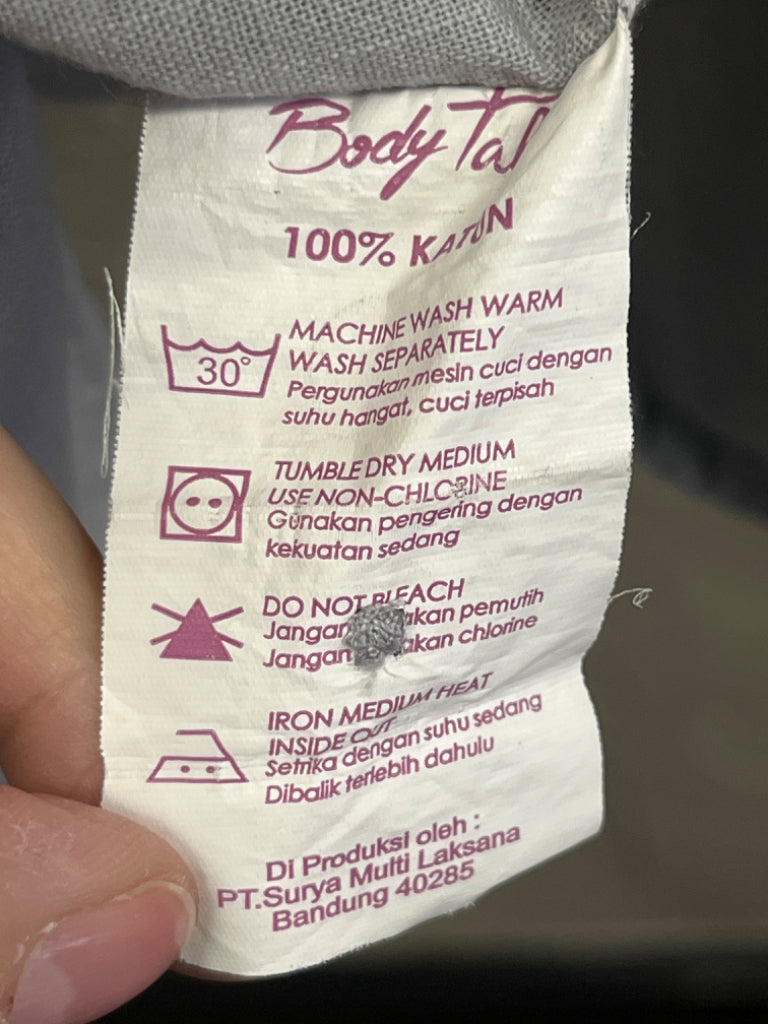 Body
100% KATUN
MACHINE WASH WARM
WASH SEPARATELY
30°
Pergunakan mesin cuci dengan
suhu hangat, cuci terpisah
TUMBLE DRY MEDIUM
USE NON-CHLORINE
Gunakan pengering dengan
kekuatan sedang
DO NOT BLEACH
Jangan pemutih
Jangan chlorine
IRON MEDIUM HEAT
INSIDE OUT
Setrika dengan suhu sedang
Dibalik terlebih dahulu
Di Produksi oleh :
PT.Surya Multi Laksana
Bandung 40285